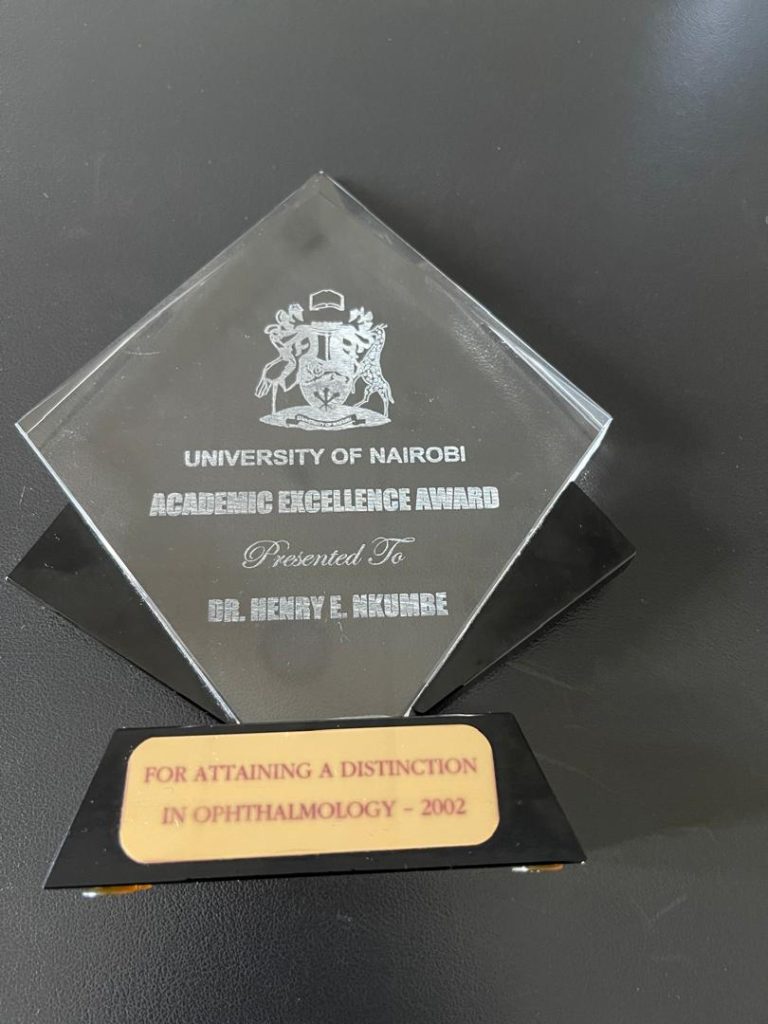 UNIVERSITY OF NAIROBI
ACADEMIC EXCELLENCE AWARD
Presented To
DR. HENRY E. NKUMBE
FOR ATTAINING A DISTINCTION
IN OPHTHALMOLOGY – 2002